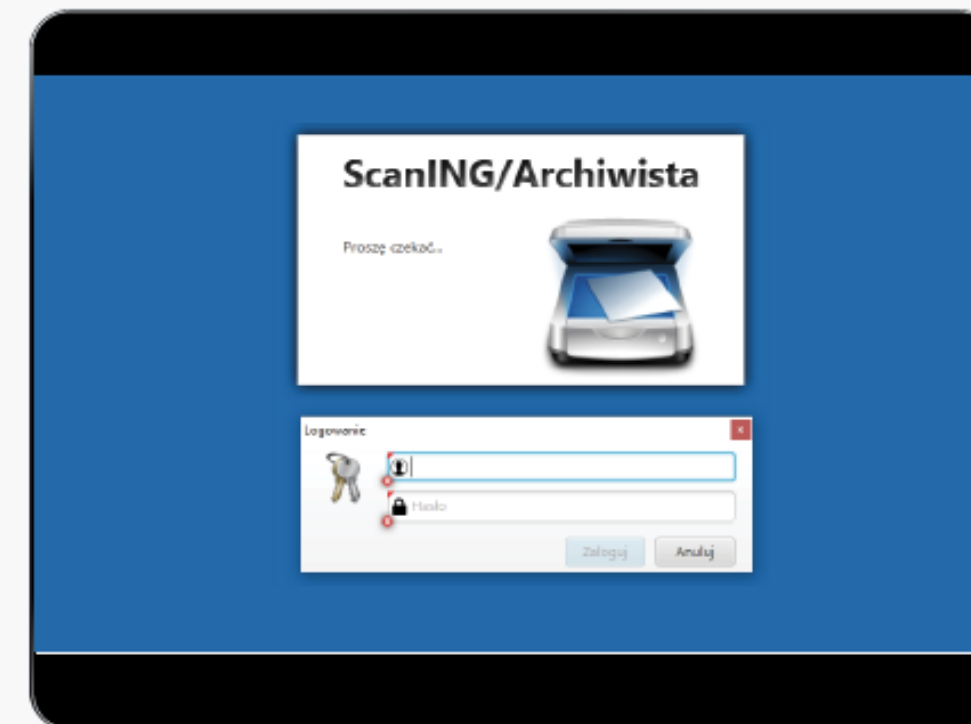 ScanING/Archiwista
Proszę czekać...
Logowanie
x
Hasło
Zaloguj
Anuluj